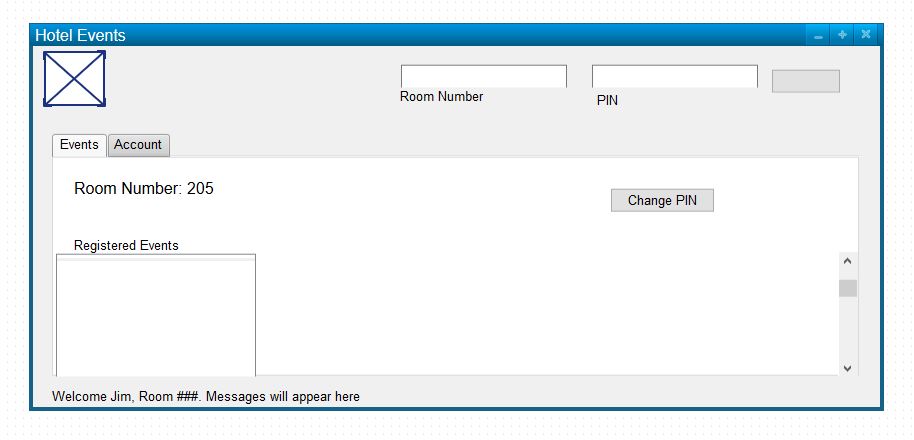 Hotel Events
Room Number
PIN
Events
Account
Room Number: 205
Change PIN
Registered Events
Welcome Jim, Room ###. Messages will appear here